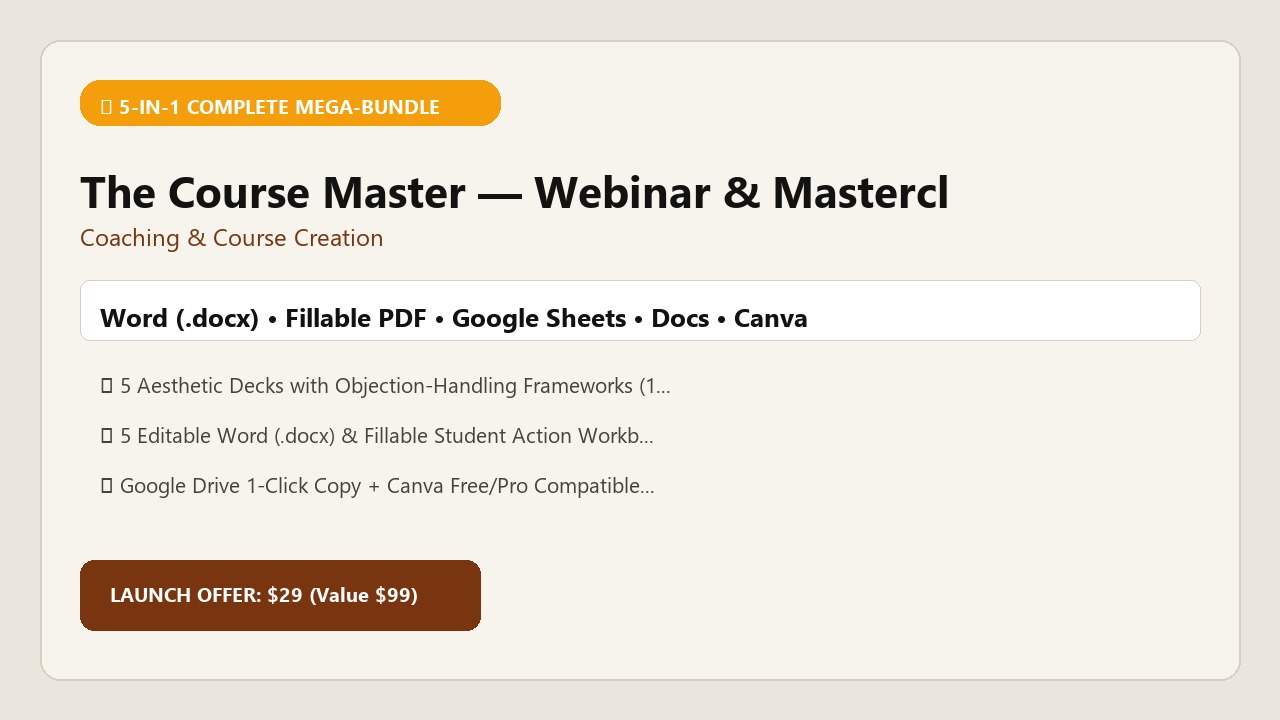 ▯ 5-IN-1 COMPLETE MEGA-BUNDLE
The Course Master — Webinar & Mastercl
Coaching & Course Creation
Word (.docx) • Fillable PDF • Google Sheets • Docs • Canva
▯ 5 Aesthetic Decks with Objection-Handling Frameworks (1...
▯ 5 Editable Word (.docx) & Fillable Student Action Workb...
▯ Google Drive 1-Click Copy + Canva Free/Pro Compatible...
LAUNCH OFFER: $29 (Value $99)